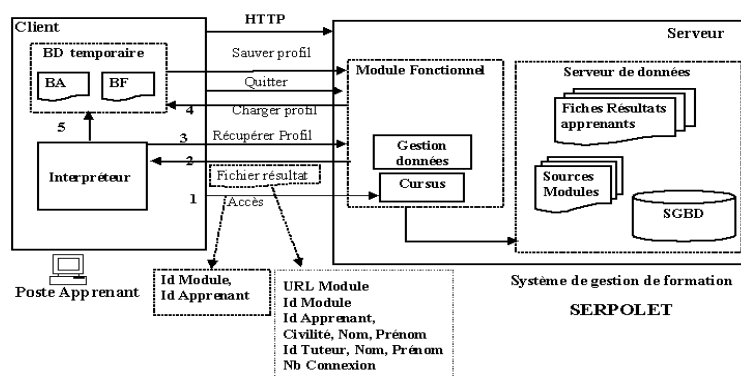 Client
HTTP
Serveur
BD temporaire
BA
BF
Sauver profil
Quitter
4
Charger profil
5
3
Récupérer Profil
2
Interpréteur
Fichier résultat
1
Accès
Module Fonctionnel
Gestion
données
Cursus
Serveur de données
Fiches Résultats
apprenants
Sources
Modules
SGBD
Poste Apprenant
Id Module,
Id Apprenant
URL Module
Id Module
Id Apprenant,
Civilité, Nom, Prénom
Id Tuteur, Nom, Prénom
Nb Connexion
Système de gestion de formation
SERPOLET